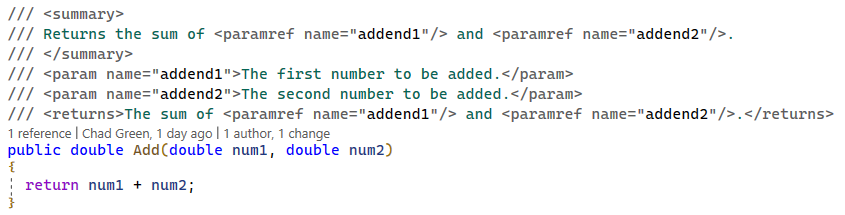 /// <summary>
/// Returns the sum of <paramref name="addend1"/> and <paramref name="addend2"/>.
/// </summary>
/// <param name="addend1">The first number to be added.</param>
/// <param name="addend2">The second number to be added.</param>
/// <returns>The sum of <paramref name="addend1"/> and <paramref name="addend2"/>.</returns>
1 reference | Chad Green, 1 day ago | 1 author, 1 change
public double Add(double num1, double num2)
{
return num1 + num2;
}